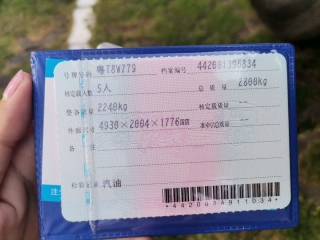 号牌号码 粤T8W779 档案编号 442001398834
核定载人数 5人 总质量 2800kg
整备质量 2240kg 核定载质量 --
外廓尺寸 4930×2004×1776mm 准牵引总质量 --
备注
检验记录 汽油